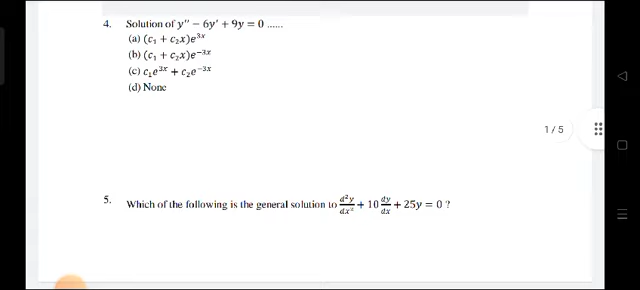 4. Solution of y″ − 6y′ + 9y = 0 ......
(a) (c₁ + c₂x)e³ˣ
(b) (c₁ + c₂x)e⁻³ˣ
(c) c₁e³ˣ + c₂e⁻³ˣ
(d) None
1 / 5
5. Which of the following is the general solution to d²y/dx² + 10 dy/dx + 25y = 0 ?